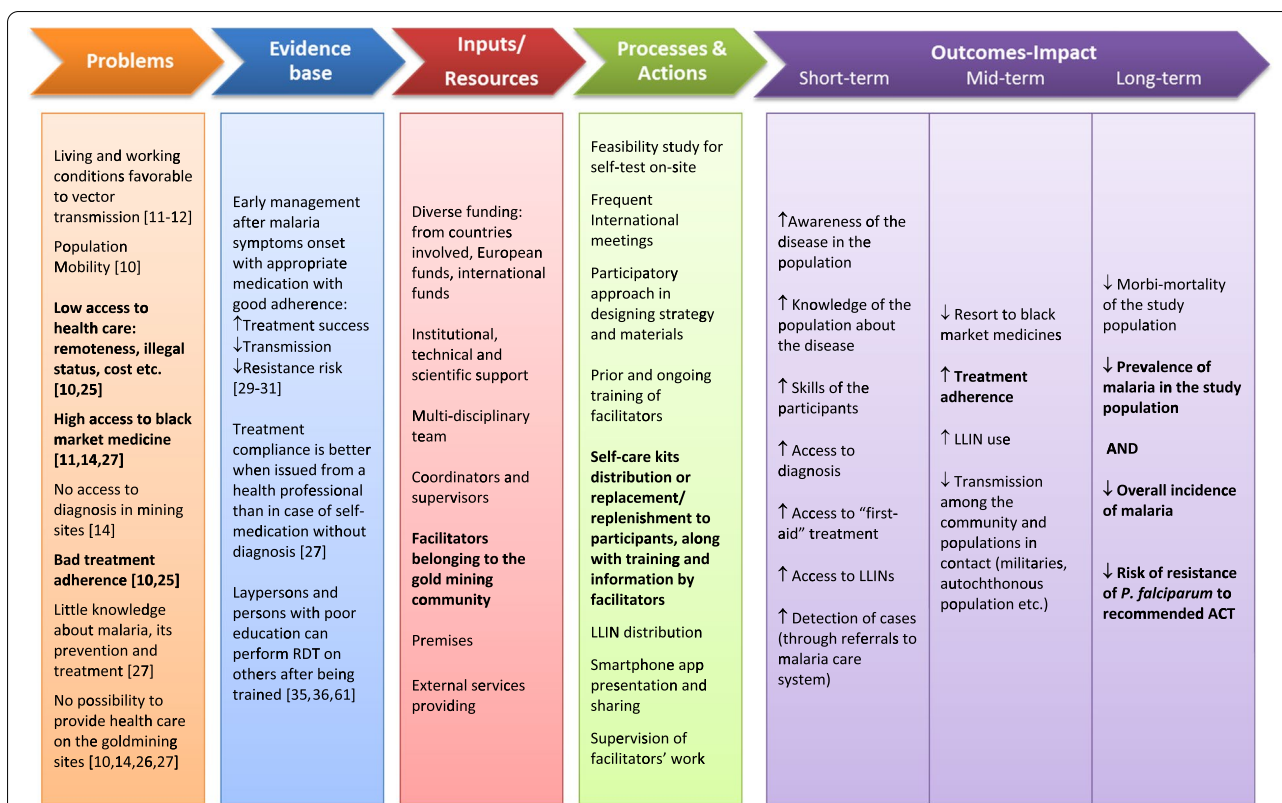 Problems
Evidence
base
Inputs/
Resources
Processes &
Actions
Outcomes-Impact
Short-term
Mid-term
Long-term
Living and working
conditions favorable
to vector
transmission [11-12]
Population
Mobility [10]
Low access to
health care:
remoteness, illegal
status, cost etc.
[10,25]
High access to black
market medicine
[11,14,27]
No access to
diagnosis in mining
sites [14]
Bad treatment
adherence [10,25]
Little knowledge
about malaria, its
prevention and
treatment [27]
No possibility to
provide health care
on the goldmining
sites [10,14,26,27]
Early management
after malaria
symptoms onset
with appropriate
medication with
good adherence:
↑Treatment success
↓Transmission
↓Resistance risk
[29-31]
Treatment
compliance is better
when issued from a
health professional
than in case of self-
medication without
diagnosis [27]
Laypersons and
persons with poor
education can
perform RDT on
others after being
trained [35,36,61]
Diverse funding:
from countries
involved, European
funds, international
funds
Institutional,
technical and
scientific support
Multi-disciplinary
team
Coordinators and
supervisors
Facilitators
belonging to the
gold mining
community
Premises
External services
providing
Feasibility study for
self-test on-site
Frequent
International
meetings
Participatory
approach in
designing strategy
and materials
Prior and ongoing
training of
facilitators
Self-care kits
distribution or
replacement/
replenishment to
participants, along
with training and
information by
facilitators
LLIN distribution
Smartphone app
presentation and
sharing
Supervision of
facilitators' work
↑Awareness of the
disease in the
population
↑ Knowledge of the
population about
the disease
↑ Skills of the
participants
↑ Access to
diagnosis
↑ Access to “first-
aid” treatment
↑ Access to LLINs
↑ Detection of cases
(through referrals to
malaria care
system)
↓ Resort to black
market medicines
↑ Treatment
adherence
↑ LLIN use
↓ Transmission
among the
community and
populations in
contact (militaries,
autochthonous
population etc.)
↓ Morbi-mortality
of the study
population
↓ Prevalence of
malaria in the study
population
AND
↓ Overall incidence
of malaria
↓ Risk of resistance
of P. falciparum to
recommended ACT